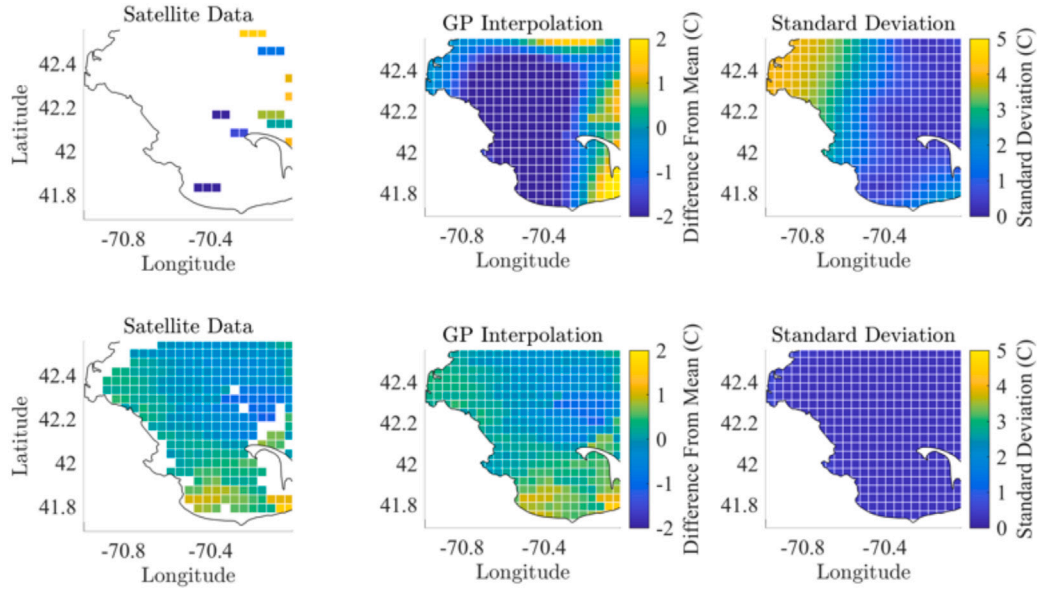 Satellite Data
Latitude
42.4
42.2
42
41.8
-70.8 -70.4
Longitude
GP Interpolation
42.4
42.2
42
41.8
-70.8 -70.4
Longitude
2
1
0
-1
-2
Difference From Mean (C)
Standard Deviation
42.4
42.2
42
41.8
-70.8 -70.4
Longitude
5
4
3
2
1
0
Standard Deviation (C)
Satellite Data
Latitude
42.4
42.2
42
41.8
-70.8 -70.4
Longitude
GP Interpolation
42.4
42.2
42
41.8
-70.8 -70.4
Longitude
2
1
0
-1
-2
Difference From Mean (C)
Standard Deviation
42.4
42.2
42
41.8
-70.8 -70.4
Longitude
5
4
3
2
1
0
Standard Deviation (C)